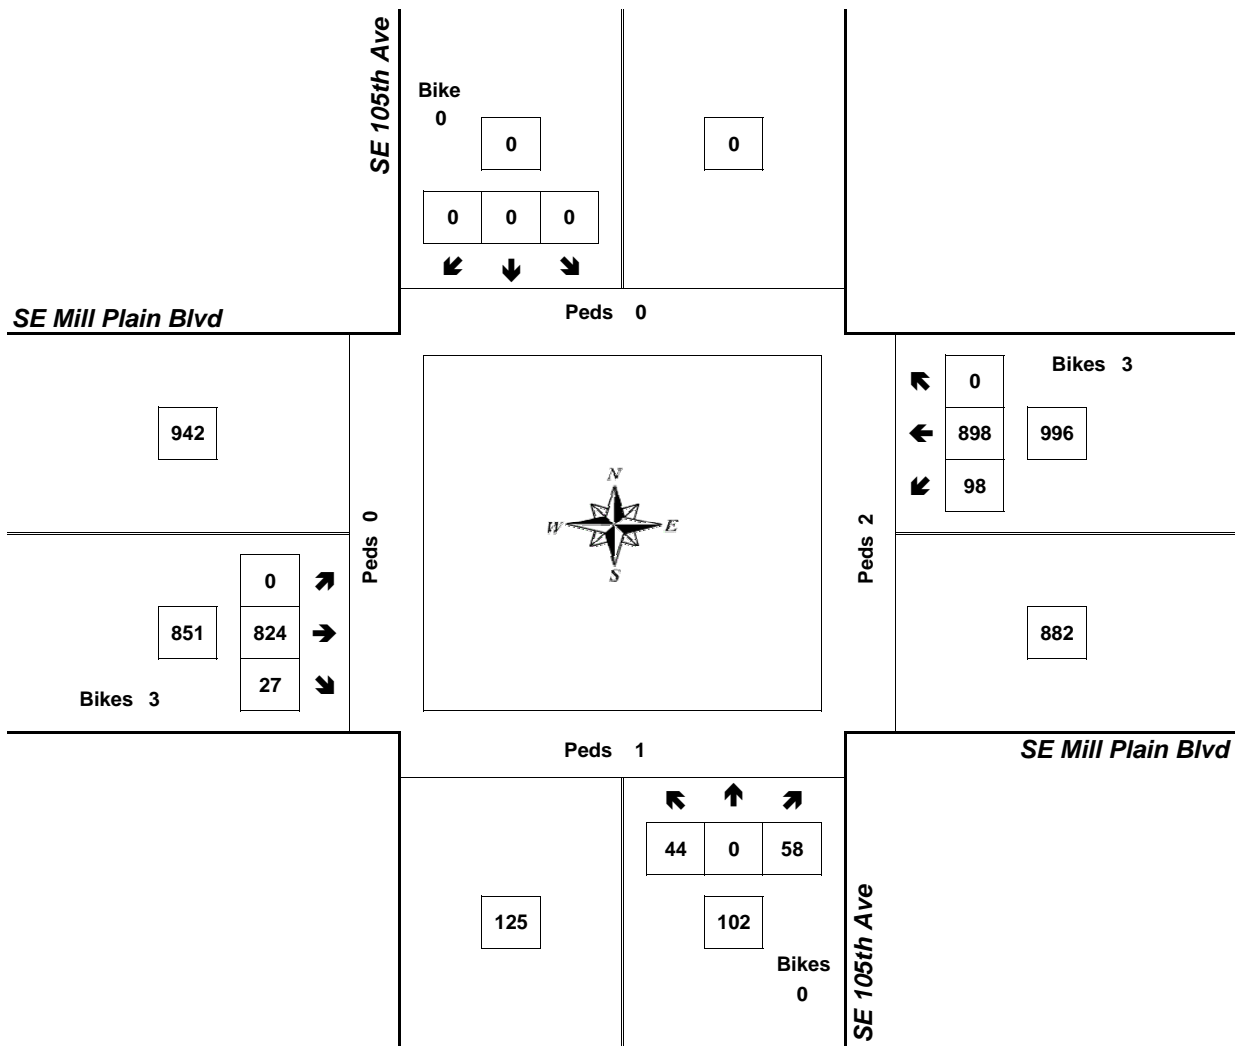 SE 105th Ave
Bike
0
0
0
0 0 0
Peds 0
SE Mill Plain Blvd
Bikes 3
0
942
898 996
98
N
W E
S
Peds 0
Peds 2
0
851 824
27
Bikes 3
882
Peds 1
SE Mill Plain Blvd
44 0 58
125
102
Bikes
0
SE 105th Ave